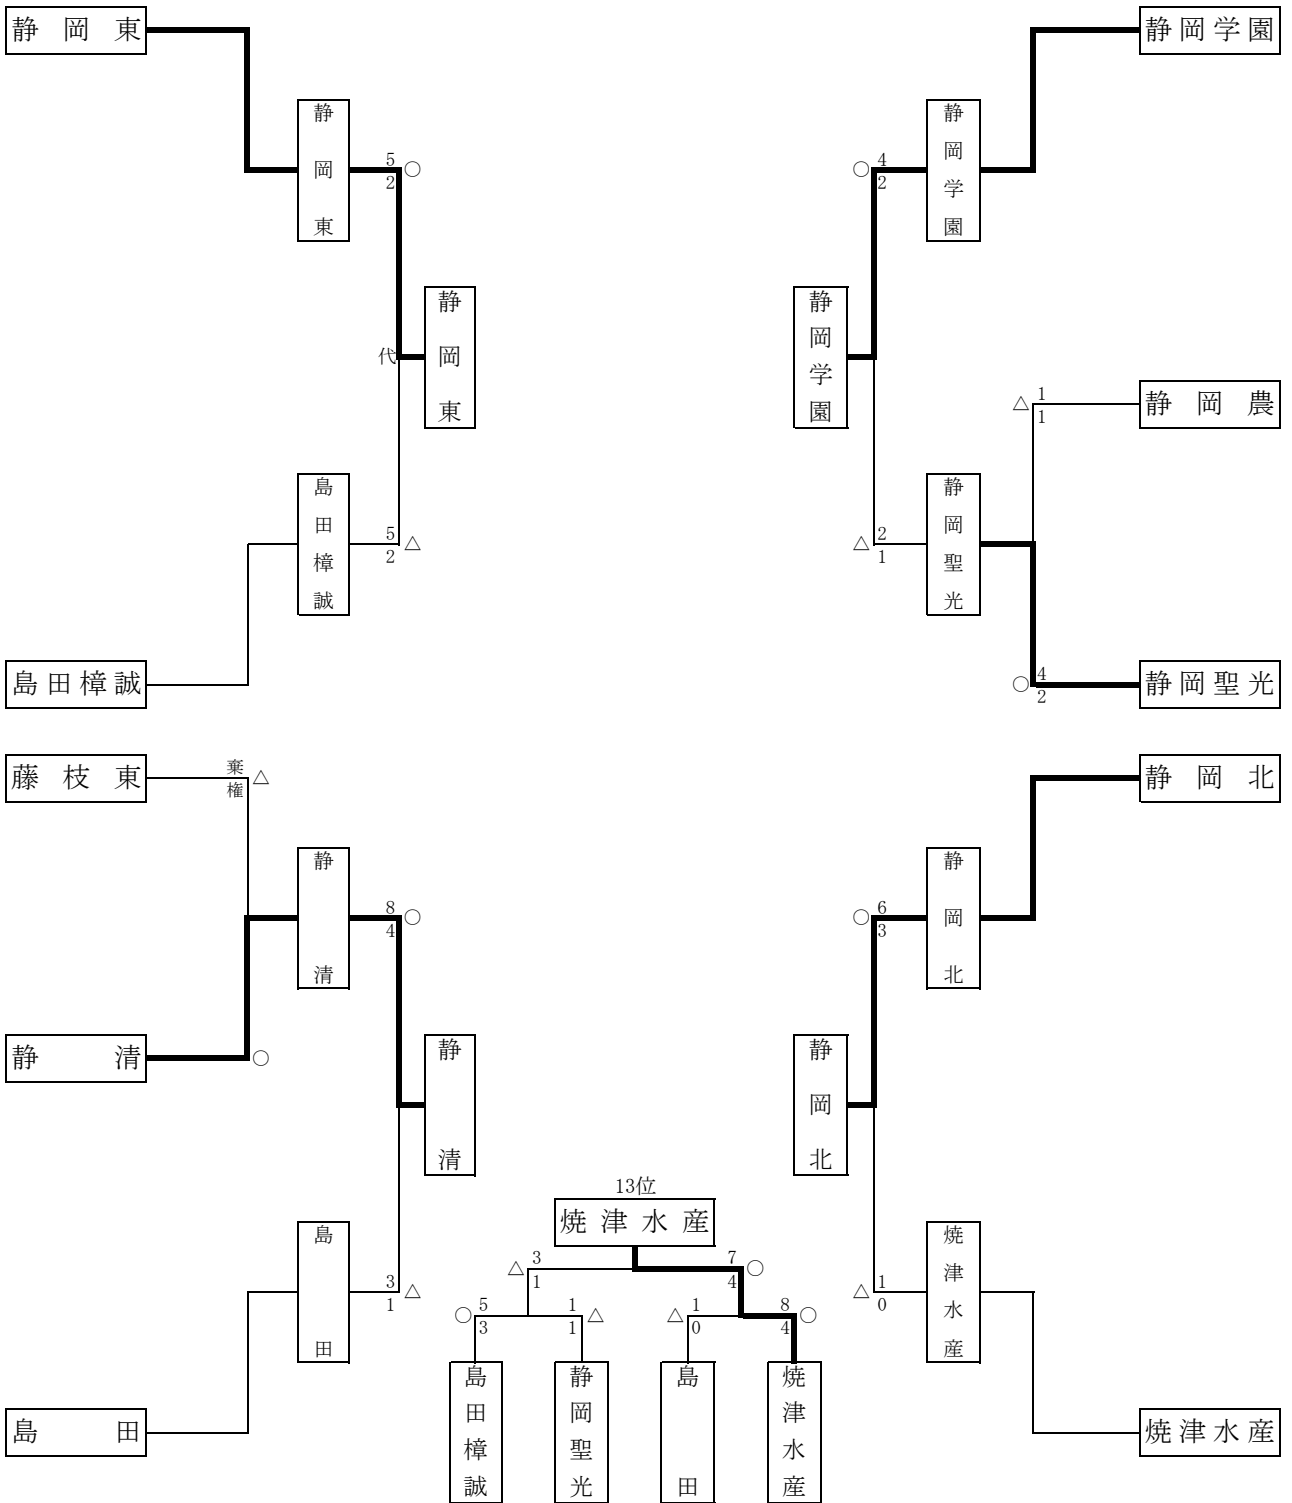 静岡東
静岡学園
静岡東
5
2
○
○
4
2
静岡学園
代
静岡東
静岡学園
△
1
1
静岡農
島田樟誠
5
2
△
△
2
1
静岡聖光
島田樟誠
○
4
2
静岡聖光
藤枝東
棄権
△
静岡北
静清
8
4
○
○
6
3
静岡北
静清
○
静清
静岡北
13位
焼津水産
島田
3
1
△
△
3
1
7
4
○
△
1
0
焼津水産
○
5
3
1
1
△
△
1
0
8
4
○
島田樟誠
静岡聖光
島田
焼津水産
島田
焼津水産